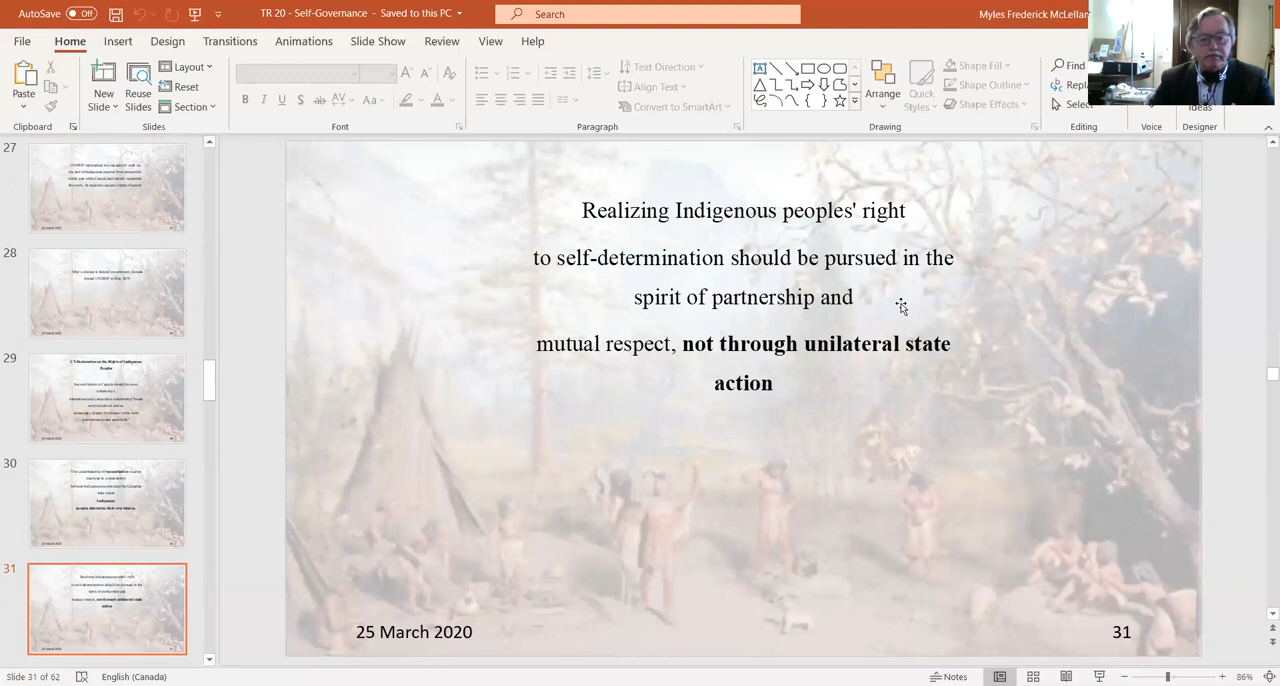 AutoSave Off
TR 20 - Self-Governance - Saved to this PC
Search
Myles Frederick McLellan
File Home Insert Design Transitions Animations Slide Show Review View Help
Paste
New
Slide
Reuse
Slides
Layout
Reset
Section
B I U S ab AV Aa
Text Direction
Align Text
Convert to SmartArt
Arrange
Quick
Styles
Shape Fill
Shape Outline
Shape Effects
Find
Select
Ideas
Clipboard Slides Font Paragraph Drawing Editing Voice Designer
27
28
29
30
31
Realizing Indigenous peoples' right
to self-determination should be pursued in the
spirit of partnership and
mutual respect, not through unilateral state
action
25 March 2020
31
Slide 31 of 62
English (Canada)
Notes
86%